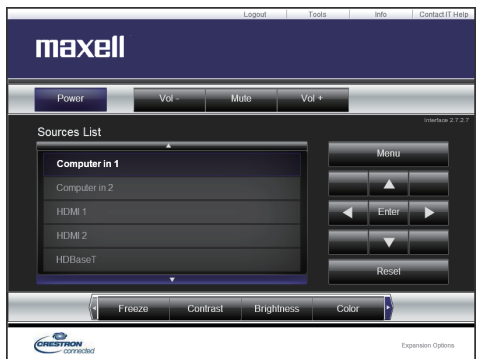 Logout Tools Info Contact IT Help
maxell
Power Vol - Mute Vol +
Interface 2.7.2.7
Sources List
Computer in 1
Computer in 2
HDMI 1
HDMI 2
HDBaseT
Menu
Enter
Reset
Freeze Contrast Brightness Color
CRESTRON
connected
Expansion Options